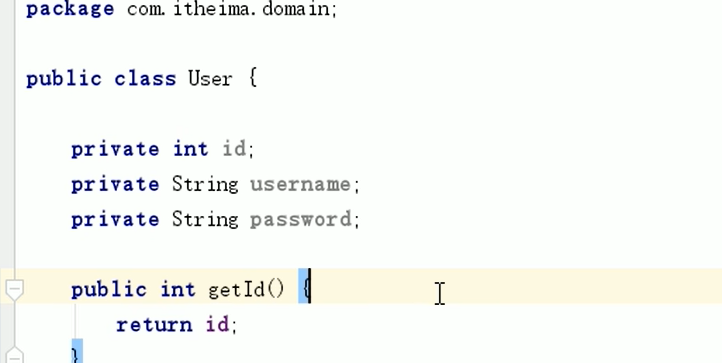 package com.itheima.domain;
public class User {
private int id;
private String username;
private String password;
public int getId() {
return id;
}